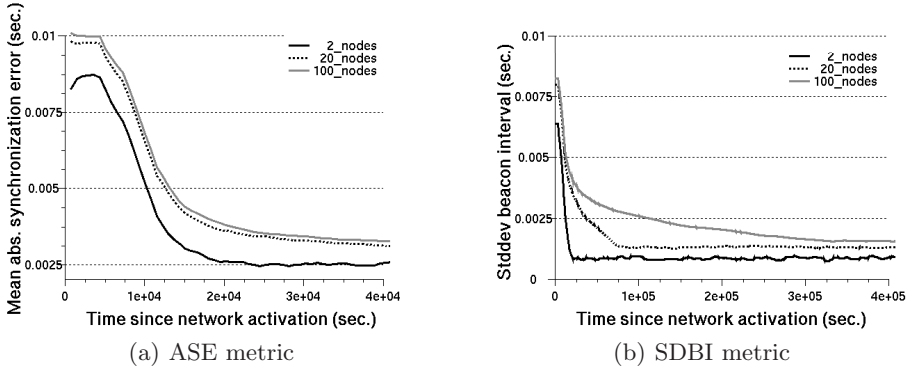 Mean abs. synchronization error (sec.)
0.01
0.0075
0.005
0.0025
2_nodes
20_nodes
100_nodes
0
1e+04
2e+04
3e+04
4e+04
Time since network activation (sec.)
(a) ASE metric
Stddev beacon interval (sec.)
0.01
0.0075
0.005
0.0025
0
2_nodes
20_nodes
100_nodes
0
1e+05
2e+05
3e+05
4e+05
Time since network activation (sec.)
(b) SDBI metric